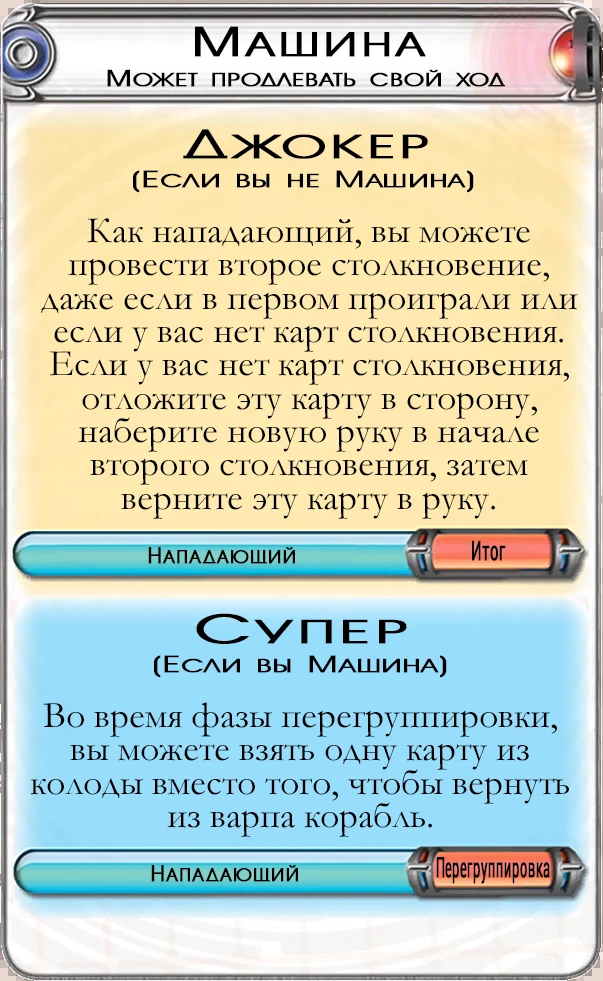 Машина
Может продлевать свой ход
Джокер
(Если вы не Машина)
Как нападающий, вы можете
провести второе столкновение,
даже если в первом проиграли или
если у вас нет карт столкновения.
Если у вас нет карт столкновения,
отложите эту карту в сторону,
наберите новую руку в начале
второго столкновения, затем
верните эту карту в руку.
Нападающий
Итог
Супер
(Если вы Машина)
Во время фазы перегруппировки,
вы можете взять одну карту из
колоды вместо того, чтобы вернуть
из варпа корабль.
Нападающий
Перегруппировка